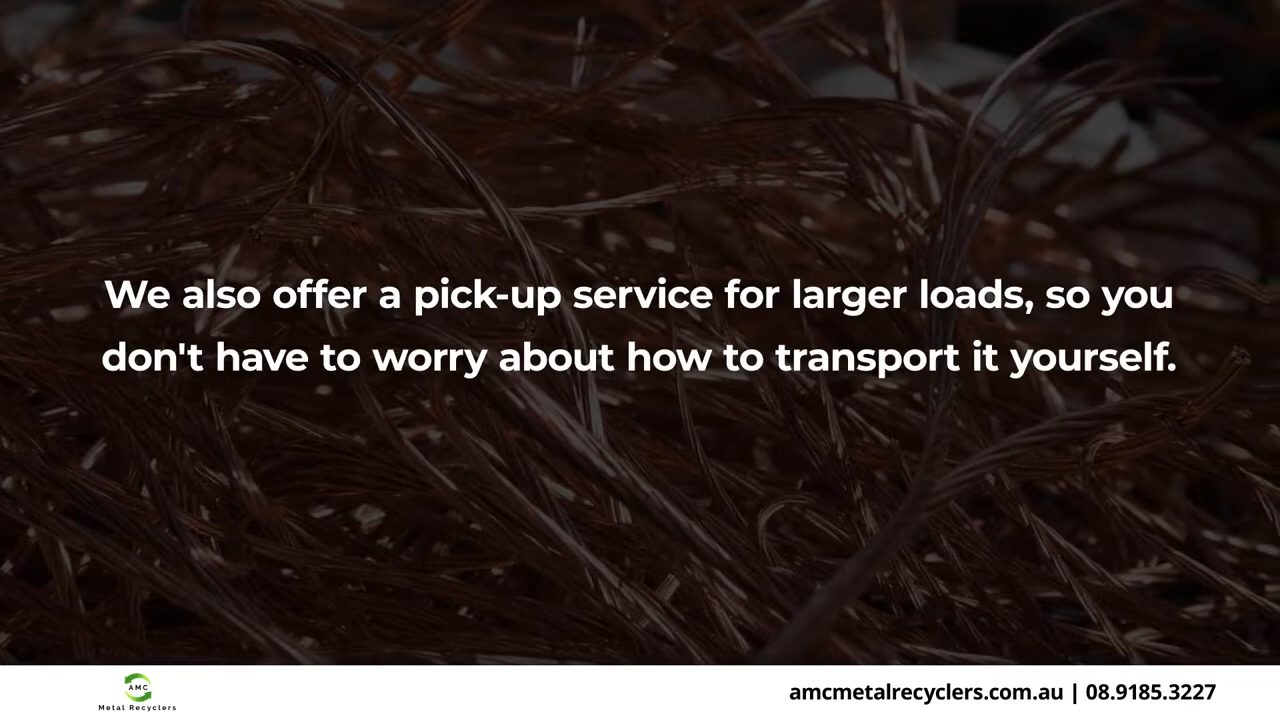 We also offer a pick-up service for larger loads, so you
don't have to worry about how to transport it yourself.
AMC
Metal Recyclers
amcmetalrecyclers.com.au | 08.9185.3227